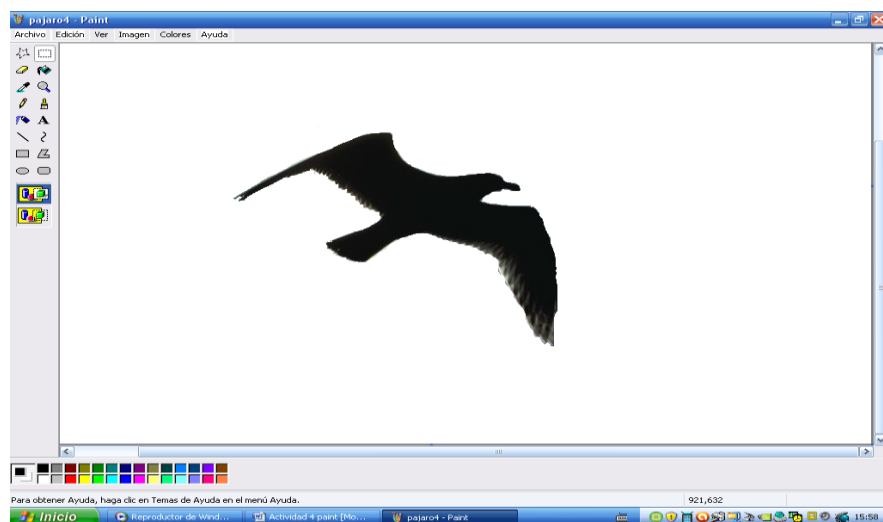 pajaro4 - Paint
Archivo Edición Ver Imagen Colores Ayuda
A
Para obtener Ayuda, haga clic en Temas de Ayuda en el menú Ayuda. 921,632
Inicio Reproductor de Wind... Actividad 4 paint [Mo... pajaro4 - Paint 15:58